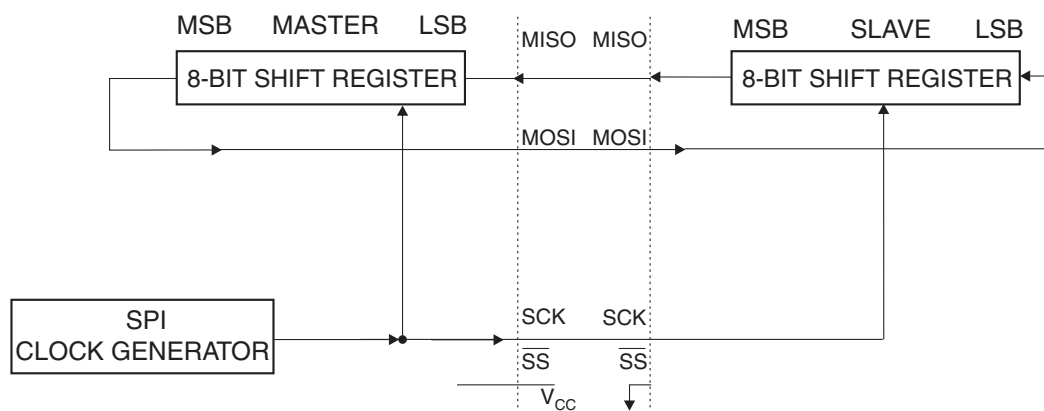 MSB MASTER LSB
MISO MISO
MSB SLAVE LSB
8-BIT SHIFT REGISTER
8-BIT SHIFT REGISTER
MOSI MOSI
SPI
CLOCK GENERATOR
SCK SCK
SS SS
VCC